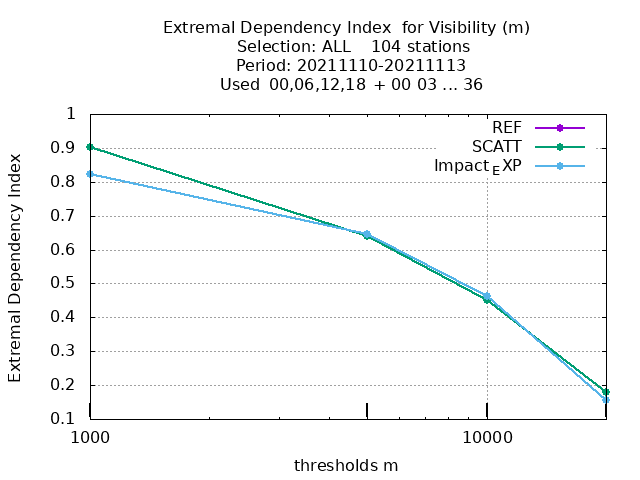 Extremal Dependency Index  for Visibility (m)
Selection: ALL    104 stations
Period: 20211110-20211113
Used  00,06,12,18  + 00 03 ... 36
REF
SCATT
Impact_EXP
1
0.9
0.8
0.7
0.6
0.5
0.4
0.3
0.2
0.1
Extremal Dependency Index
1000
10000
thresholds m